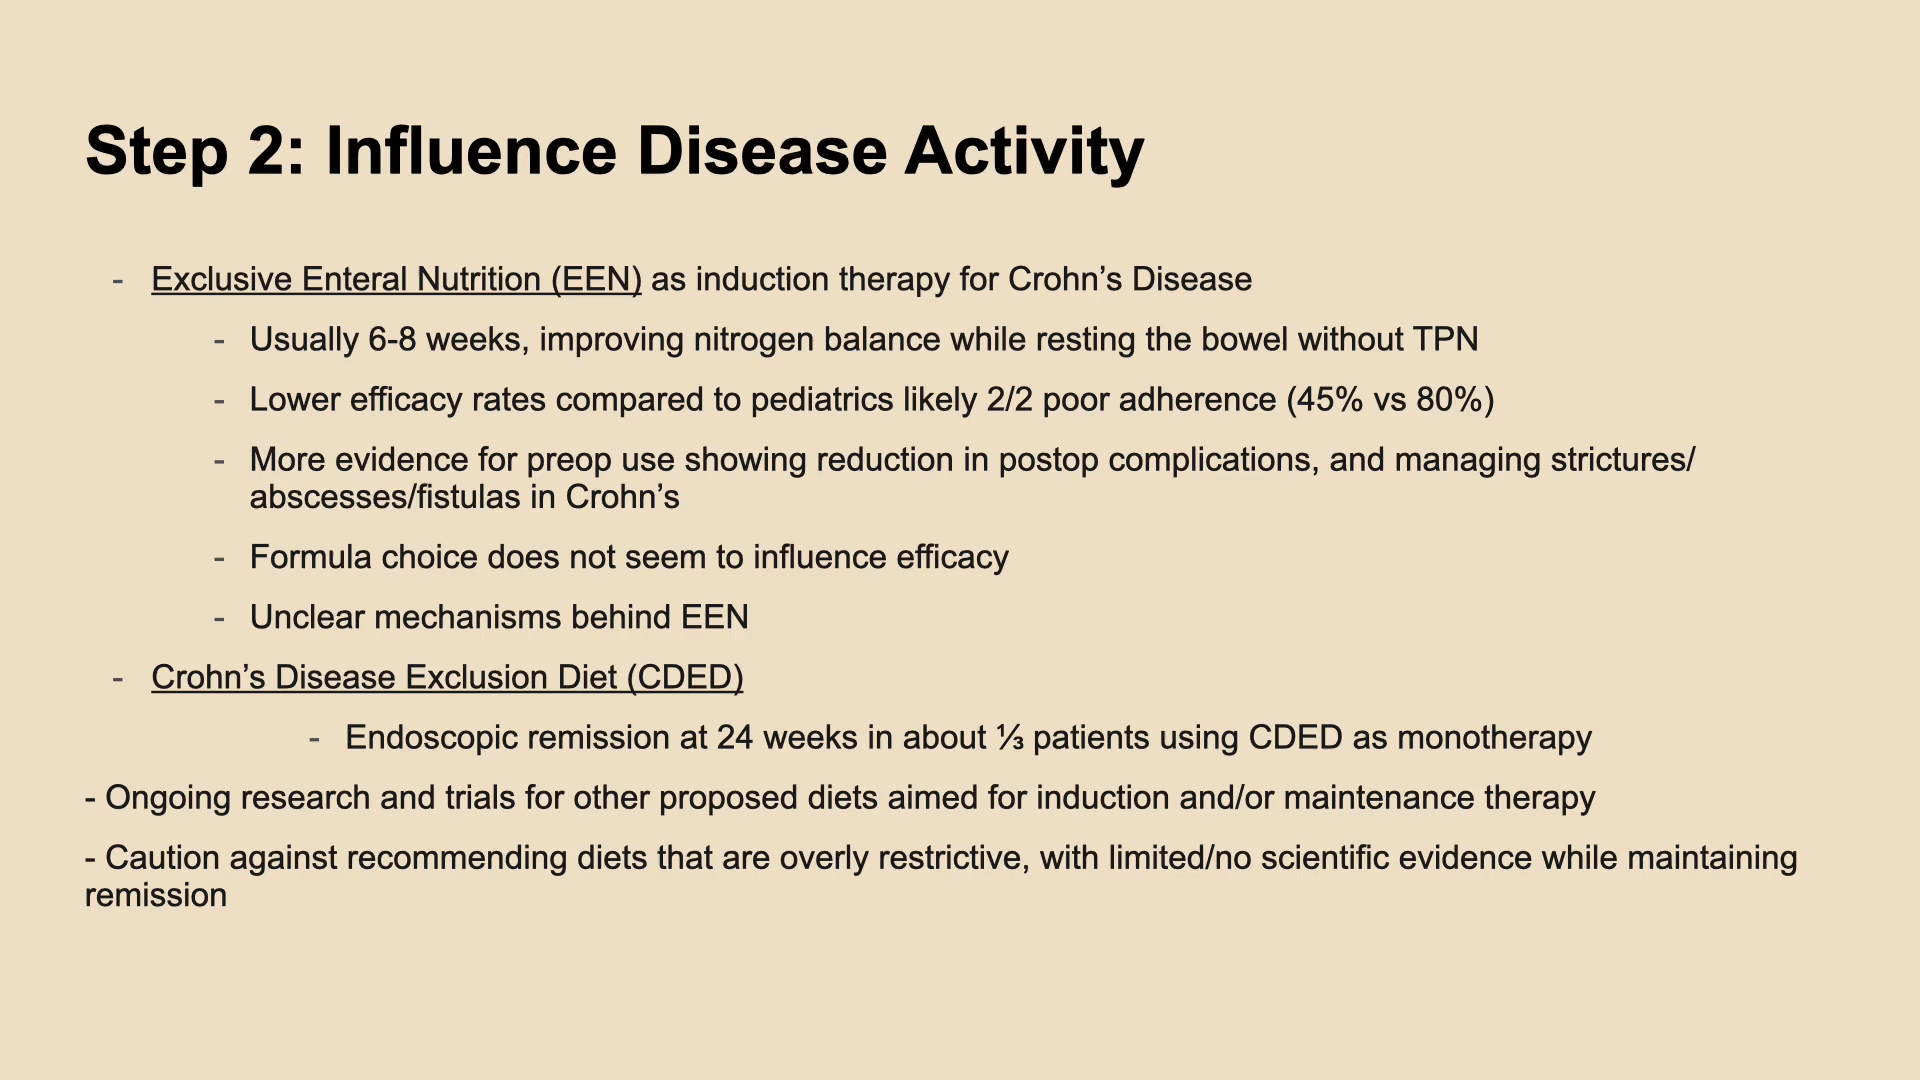 Step 2: Influence Disease Activity
- Exclusive Enteral Nutrition (EEN) as induction therapy for Crohn’s Disease
- Usually 6-8 weeks, improving nitrogen balance while resting the bowel without TPN
- Lower efficacy rates compared to pediatrics likely 2/2 poor adherence (45% vs 80%)
- More evidence for preop use showing reduction in postop complications, and managing strictures/
abscesses/fistulas in Crohn’s
- Formula choice does not seem to influence efficacy
- Unclear mechanisms behind EEN
- Crohn’s Disease Exclusion Diet (CDED)
- Endoscopic remission at 24 weeks in about ⅓ patients using CDED as monotherapy
- Ongoing research and trials for other proposed diets aimed for induction and/or maintenance therapy
- Caution against recommending diets that are overly restrictive, with limited/no scientific evidence while maintaining
remission